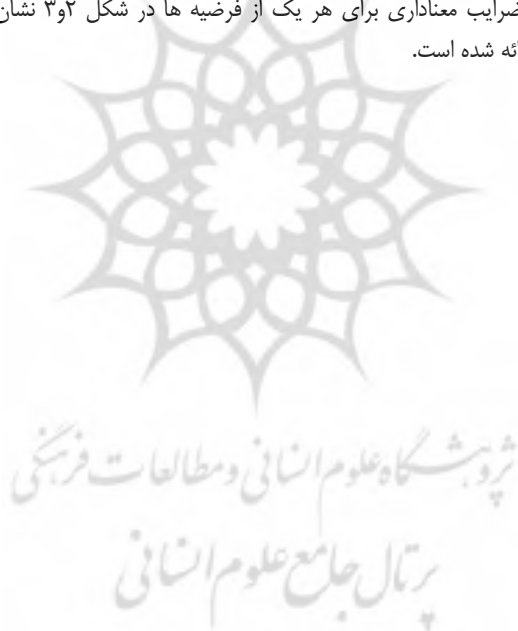 ضرایب معناداری برای هر یک از فرضیه ها در شکل ۲و۳ نشان
ائه شده است.
پژوهشگاه علوم انسانی و مطالعات فرهنگی
پرتال جامع علوم انسانی